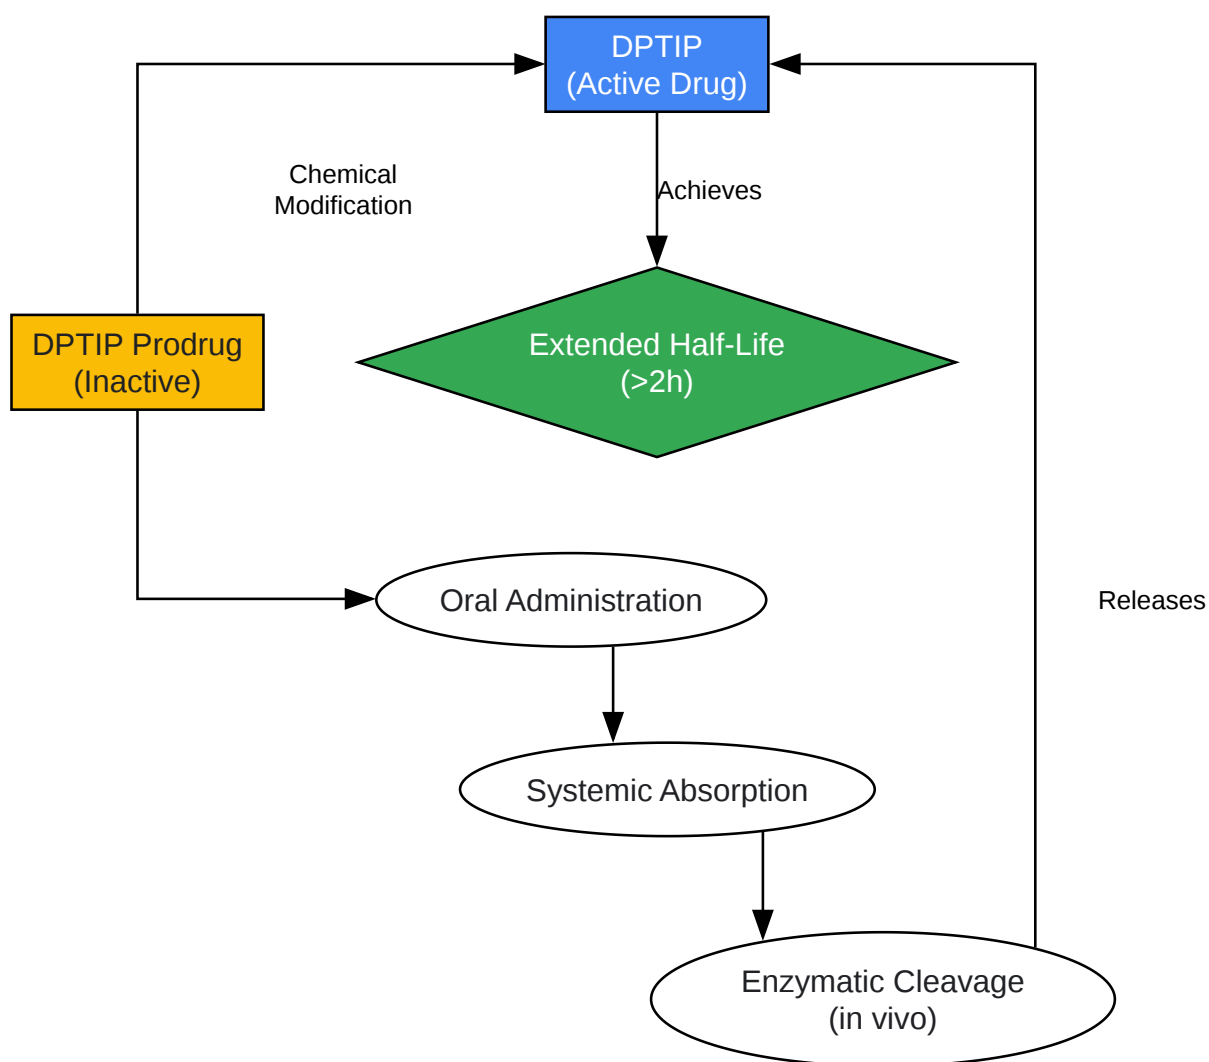 DPTIP
(Active Drug)
Chemical
Modification
Achieves
DPTIP Prodrug
(Inactive)
Extended Half-Life
(>2h)
Oral Administration
Releases
Systemic Absorption
Enzymatic Cleavage
(in vivo)